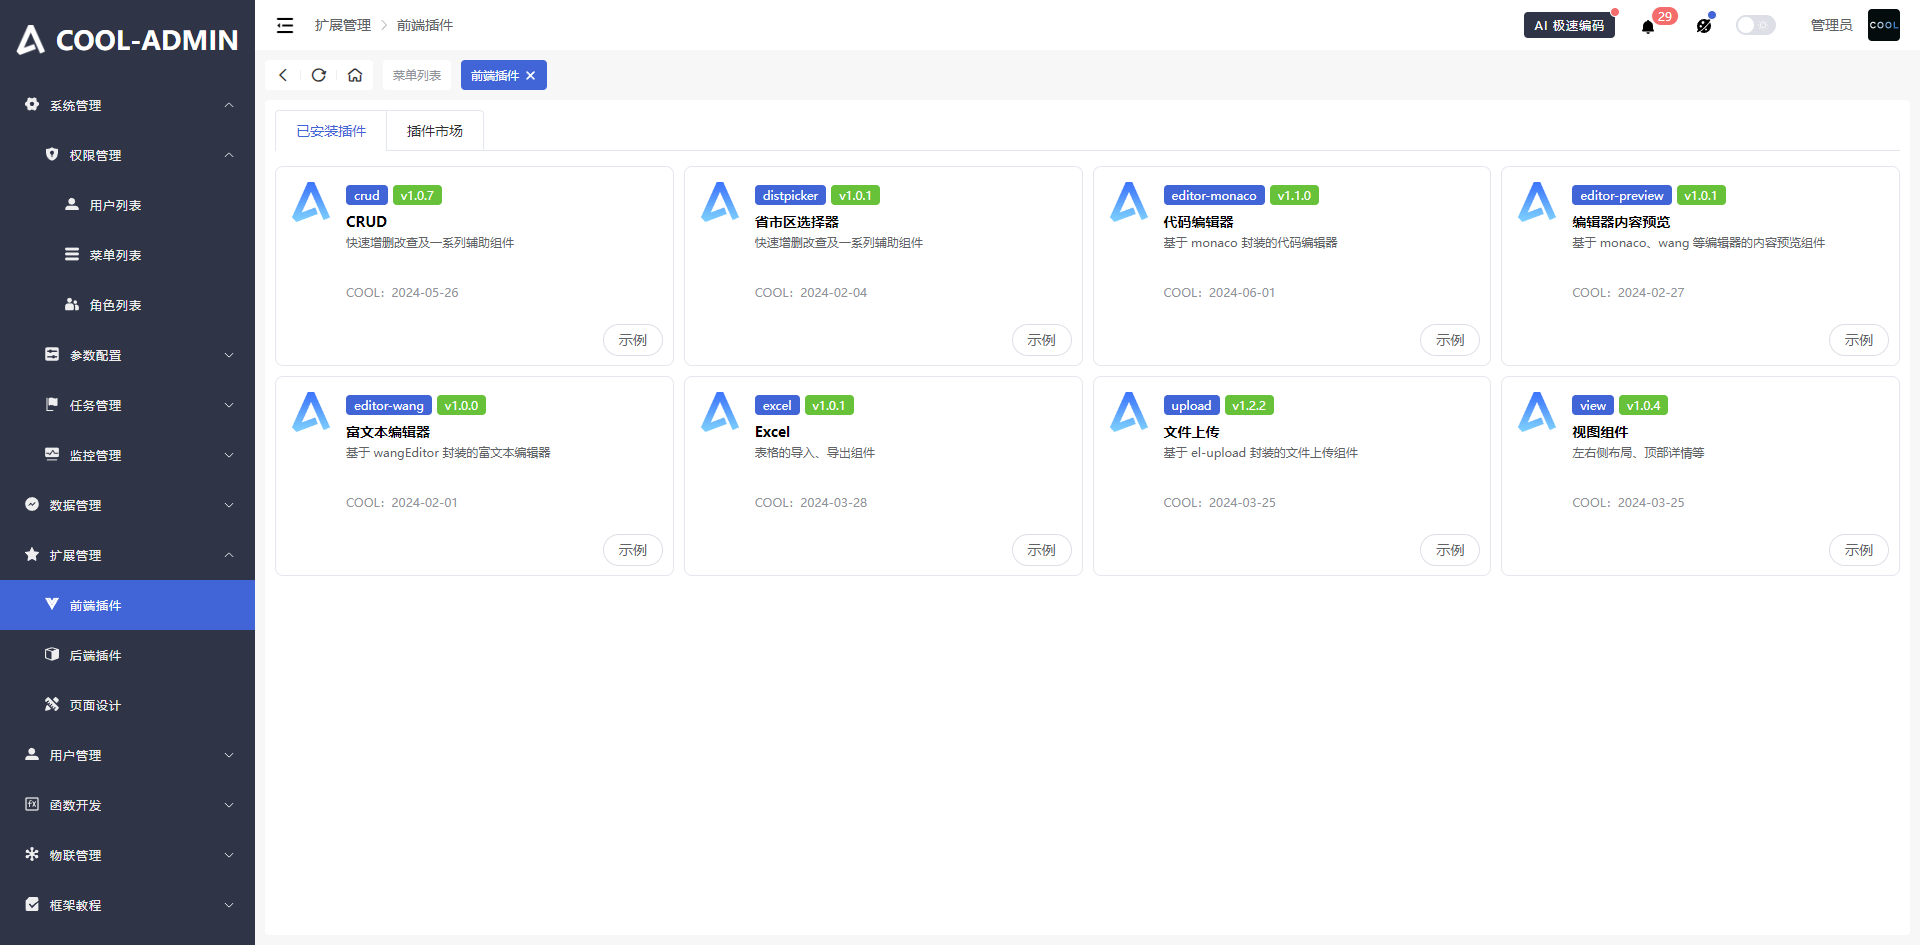 COOL-ADMIN
系统管理
权限管理
用户列表
菜单列表
角色列表
参数配置
任务管理
监控管理
数据管理
扩展管理
前端插件
后端插件
页面设计
用户管理
函数开发
物联管理
框架教程
扩展管理 > 前端插件
AI 极速编码
29
管理员
COOL
菜单列表
前端插件
已安装插件
插件市场
crud v1.0.7
CRUD
快速增删改查及一系列辅助组件
COOL: 2024-05-26
示例
distpicker v1.0.1
省市区选择器
快速增删改查及一系列辅助组件
COOL: 2024-02-04
示例
editor-monaco v1.1.0
代码编辑器
基于 monaco 封装的代码编辑器
COOL: 2024-06-01
示例
editor-preview v1.0.1
编辑器内容预览
基于 monaco、wang 等编辑器的内容预览组件
COOL: 2024-02-27
示例
editor-wang v1.0.0
富文本编辑器
基于 wangEditor 封装的富文本编辑器
COOL: 2024-02-01
示例
excel v1.0.1
Excel
表格的导入、导出组件
COOL: 2024-03-28
示例
upload v1.2.2
文件上传
基于 el-upload 封装的文件上传组件
COOL: 2024-03-25
示例
view v1.0.4
视图组件
左右侧布局、顶部详情等
COOL: 2024-03-25
示例